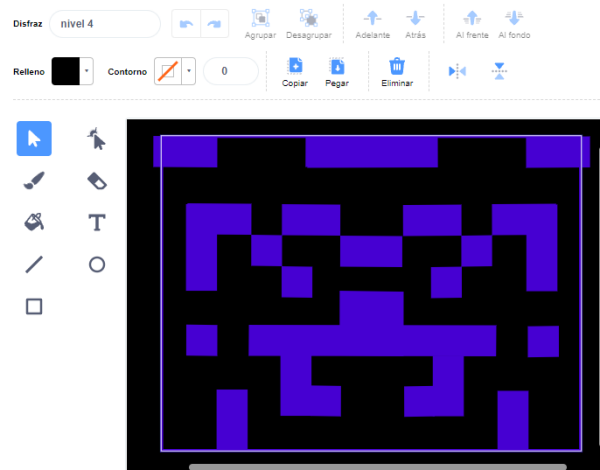 Disfraz nivel 4 Agrupar Desagrupar Adelante Atrás Al frente Al fondo
Relleno Contorno 0 Copiar Pegar Eliminar
T